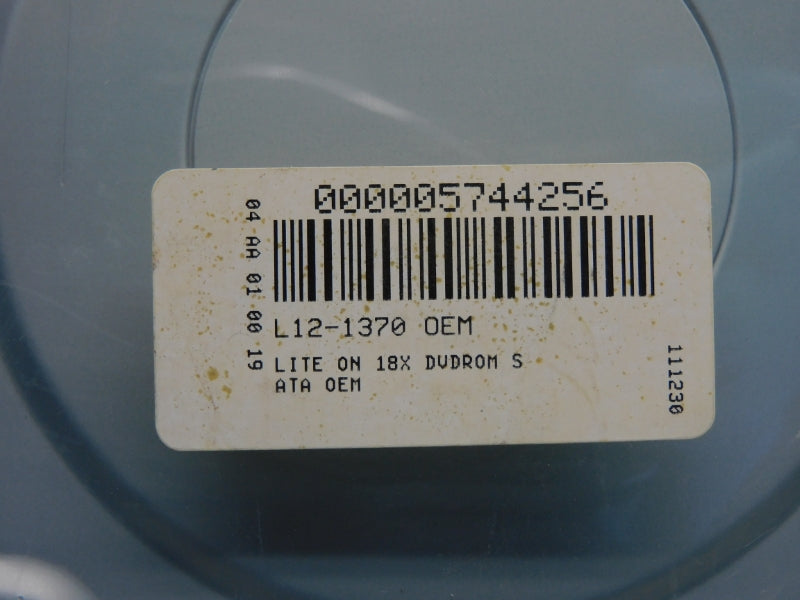 000005744256
04 AA 01 00 19
L12-1370 OEM
LITE ON 18X DVDROM S
ATA OEM
111230